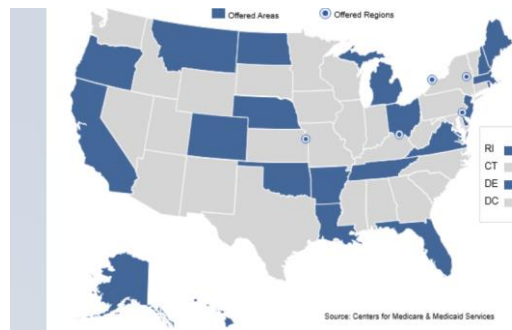 Offered Areas
Offered Regions
RI
CT
DE
DC
Source: Centers for Medicare & Medicaid Services